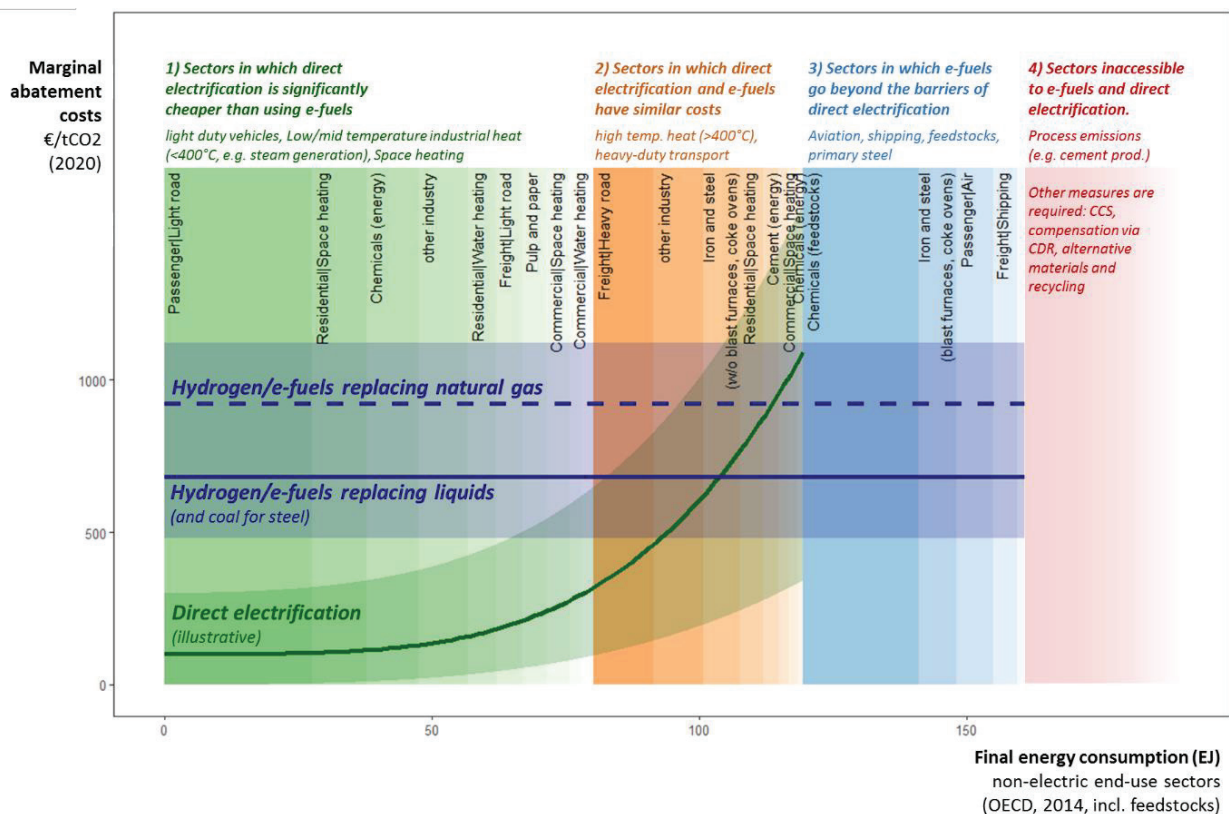 Marginal
abatement
costs
€/tCO2
(2020)
1) Sectors in which direct
electrification is significantly
cheaper than using e-fuels
light duty vehicles, Low/mid temperature industrial heat
(<400°C, e.g. steam generation), Space heating
2) Sectors in which direct
electrification and e-fuels
have similar costs
high temp. heat (>400°C),
heavy-duty transport
3) Sectors in which e-fuels
go beyond the barriers of
direct electrification
Aviation, shipping, feedstocks,
primary steel
4) Sectors inaccessible
to e-fuels and direct
electrification.
Process emissions
(e.g. cement prod.)
Other measures are
required: CCS,
compensation via
CDR, alternative
materials and
recycling
Passenger|Light road
Residential|Space heating
Chemicals (energy)
other industry
Residential|Water heating
Freight|Light road
Pulp and paper
Commercial|Space heating
Commercial|Water heating
Freight|Heavy road
other industry
Iron and steel
(w/o blast furnaces, coke ovens)
Residential|Space heating
Cement (energy)
Commercial|Space heating
Chemicals (energy)
Chemicals (feedstocks)
Iron and steel
(blast furnaces, coke ovens)
Passenger|Air
Freight|Shipping
1000
500
0
Hydrogen/e-fuels replacing natural gas
Hydrogen/e-fuels replacing liquids
(and coal for steel)
Direct electrification
(illustrative)
0
50
100
150
Final energy consumption (EJ)
non-electric end-use sectors
(OECD, 2014, incl. feedstocks)